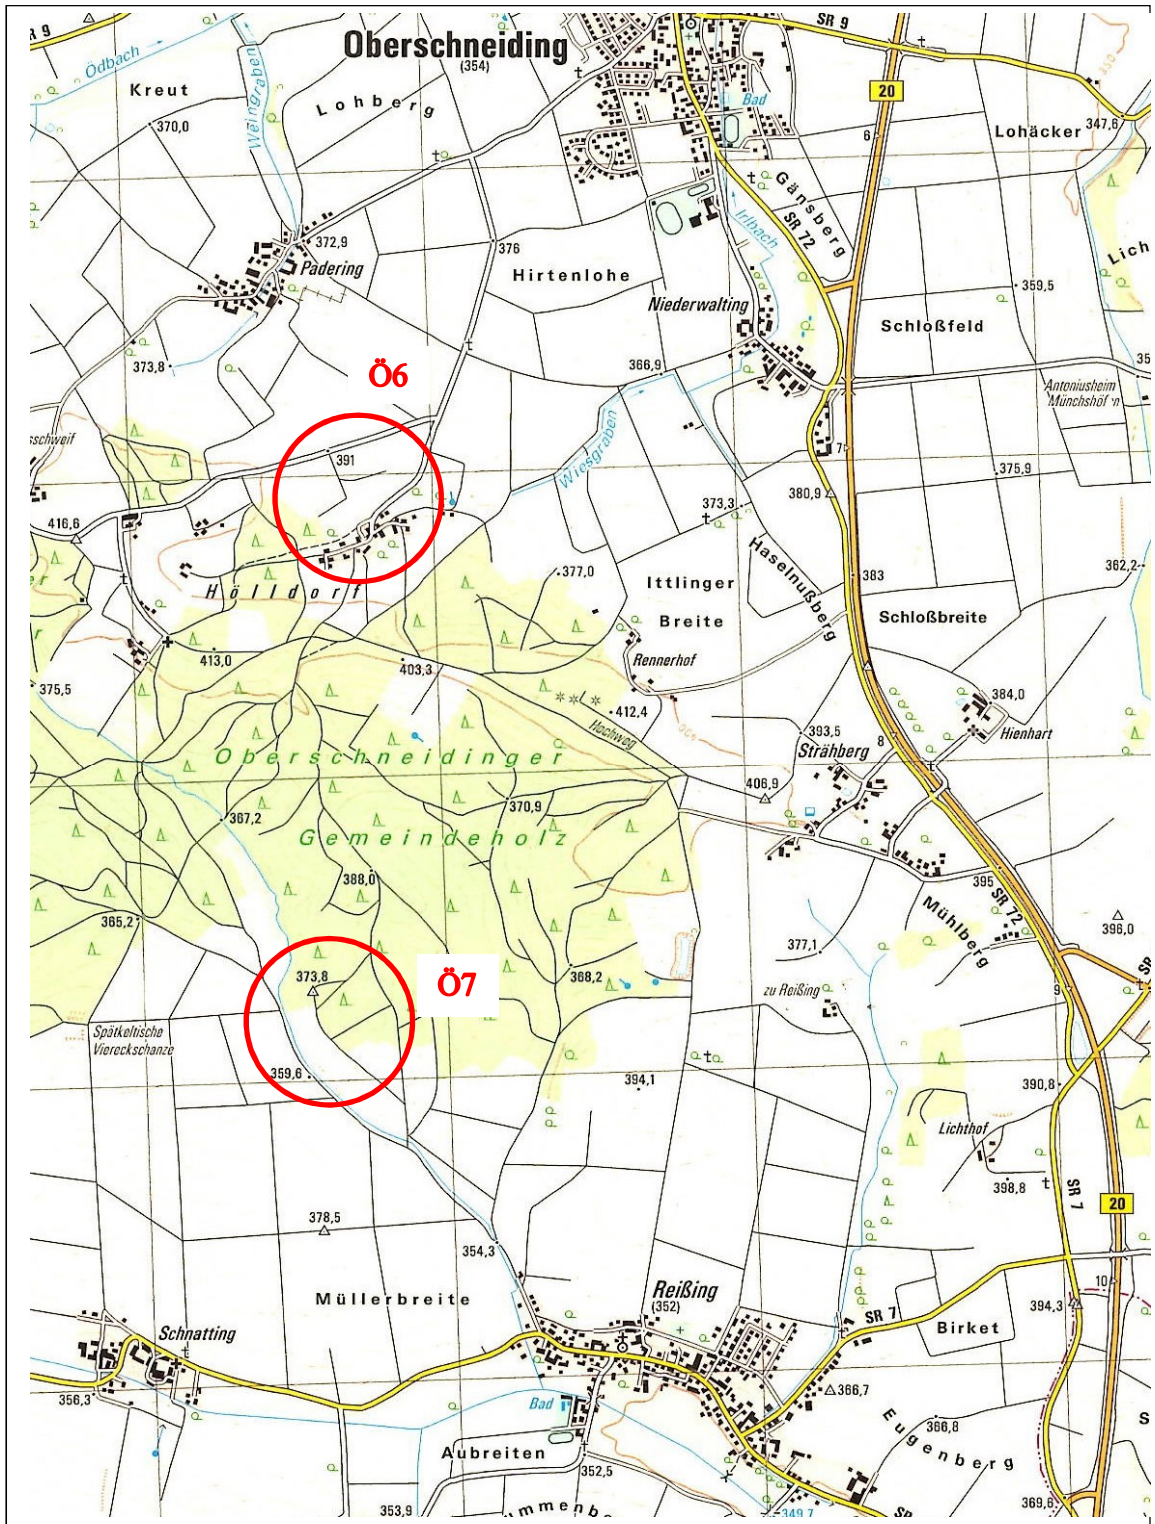 SR 9
Ödbach
Oberschneiding
(354)
SR 9
350
Kreut
Weingraben
Lohberg
Bad
20
370,0
6
Lohäcker
347,6
Gänsberg
Irlbach
SR 72
372,9
Padering
376
Hirtenlohe
Lich
Niederwalting
359,5
Schloßfeld
373,8
Ö6
366,9
35
Antoniusheim
Münchshöf'n
391
Wiesgraben
7
375,9
416,6
373,3
380,9
Haselnußberg
377,0
Ittlinger
Breite
383
362,2
Hölldorf
Schloßbreite
413,0
403,3
Rennerhof
375,5
384,0
412,4
Hochweg
393,5
Hienhart
Oberschneidinger
Strähberg
8
406,9
367,2
370,9
Gemeindeholz
388,0
395
365,2
Mühlberg
SR 72
396,0
377,1
373,8
Ö7
368,2
SR
zu Reißing
9
Spätkeltische
Viereckschanze
359,6
394,1
390,8
Lichthof
398,8
SR 7
20
378,5
354,3
Müllerbreite
Reißing
(352)
10
394,3
SR 7
Birket
Schnatting
356,3
366,7
Bad
366,8
Eugenberg
S
Aubreiten
352,5
369,6
353,9
ummenb
349,7
SR